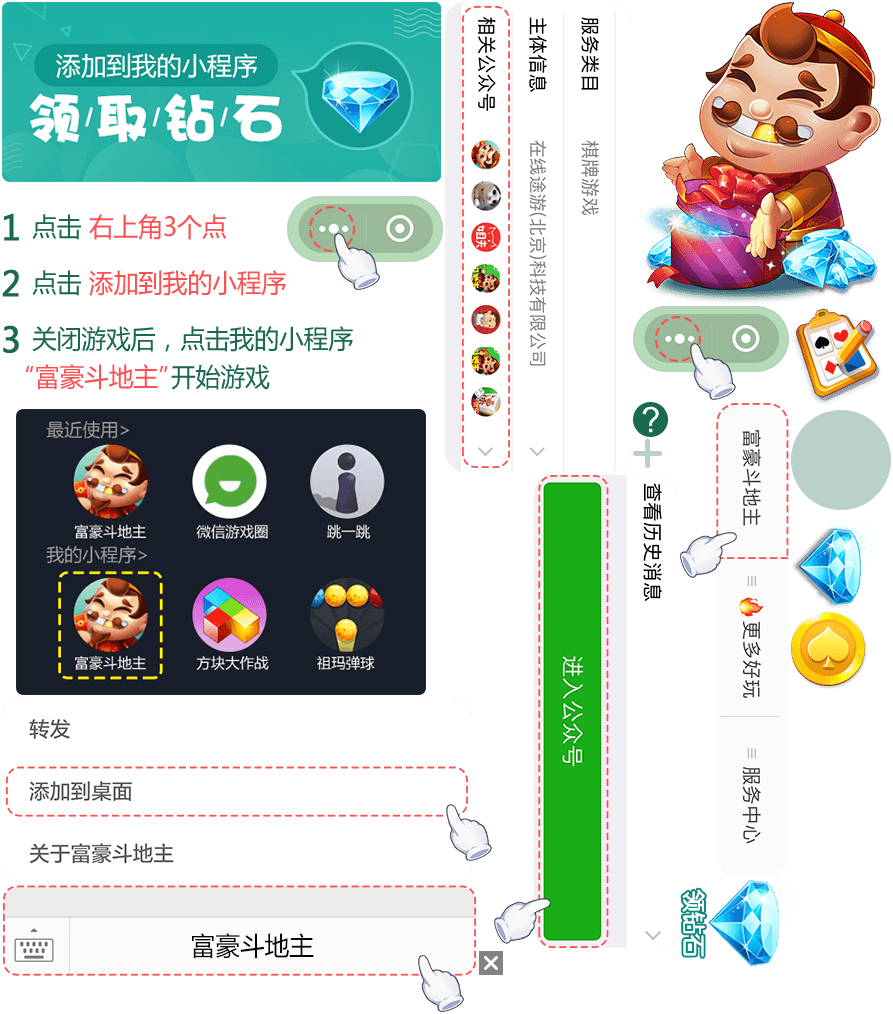 添加到我的小程序
领/取/钻/石
1 点击 右上角3个点
2 点击 添加到我的小程序
3 关闭游戏后，点击我的小程序
“富豪斗地主”开始游戏
最近使用>
富豪斗地主
微信游戏圈
跳一跳
我的小程序>
富豪斗地主
方块大作战
祖玛弹球
转发
添加到桌面
关于富豪斗地主
富豪斗地主
服务类目 棋牌游戏
主体信息 在线途游(北京)科技有限公司
相关公众号
?
查看历史消息
进入公众号
富豪斗地主
更多好玩
服务中心
领钻石